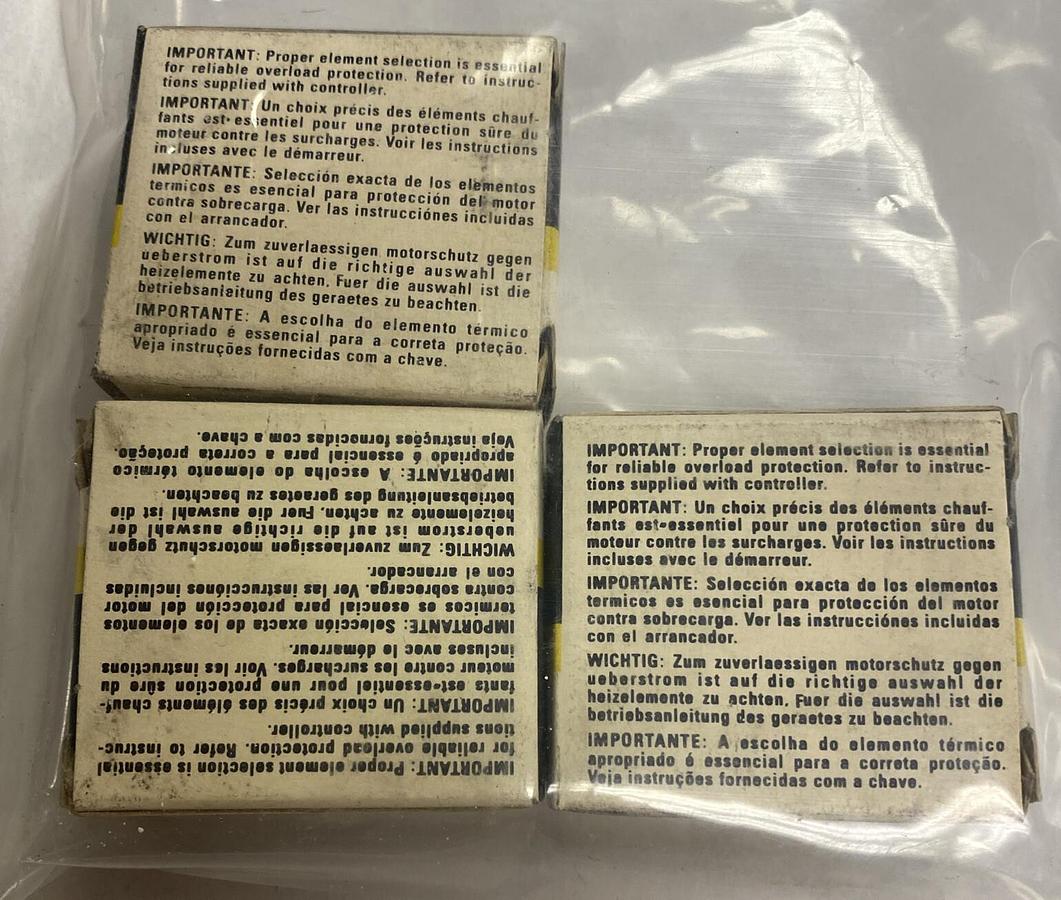 IMPORTANT: Proper element selection is essential
for reliable overload protection. Refer to instruc-
tions supplied with controller.
IMPORTANT: Un choix précis des éléments chauf-
fants est essentiel pour une protection sûre du
moteur contre les surcharges. Voir les instructions
incluses avec le démarreur.
IMPORTANTE: Selección exacta de los elementos
termicos es esencial para protección del motor
contra sobrecarga. Ver las instrucciónes incluidas
con el arrancador.
WICHTIG: Zum zuverlaessigen motorschutz gegen
ueberstrom ist auf die richtige auswahl der
heizelemente zu achten. Fuer die auswahl ist die
betriebsanleitung des geraetes zu beachten.
IMPORTANTE: A escolha do elemento térmico
apropriado é essencial para a correta proteção.
Veja instruções fornecidas com a chave.
IMPORTANT: Proper element selection is essential
for reliable overload protection. Refer to instruc-
tions supplied with controller.
IMPORTANT: Un choix précis des éléments chauf-
fants est essentiel pour une protection sûre du
moteur contre les surcharges. Voir les instructions
incluses avec le démarreur.
IMPORTANTE: Selección exacta de los elementos
termicos es esencial para protección del motor
contra sobrecarga. Ver las instrucciónes incluidas
con el arrancador.
WICHTIG: Zum zuverlaessigen motorschutz gegen
ueberstrom ist auf die richtige auswahl der
heizelemente zu achten. Fuer die auswahl ist die
betriebsanleitung des geraetes zu beachten.
IMPORTANTE: A escolha do elemento térmico
apropriado é essencial para a correta proteção.
Veja instruções fornecidas com a chave.
IMPORTANT: Proper element selection is essential
for reliable overload protection. Refer to instruc-
tions supplied with controller.
IMPORTANT: Un choix précis des éléments chauf-
fants est essentiel pour une protection sûre du
moteur contre les surcharges. Voir les instructions
incluses avec le démarreur.
IMPORTANTE: Selección exacta de los elementos
termicos es esencial para protección del motor
contra sobrecarga. Ver las instrucciónes incluidas
con el arrancador.
WICHTIG: Zum zuverlaessigen motorschutz gegen
ueberstrom ist auf die richtige auswahl der
heizelemente zu achten. Fuer die auswahl ist die
betriebsanleitung des geraetes zu beachten.
IMPORTANTE: A escolha do elemento térmico
apropriado é essencial para a correta proteção.
Veja instruções fornecidas com a chave.